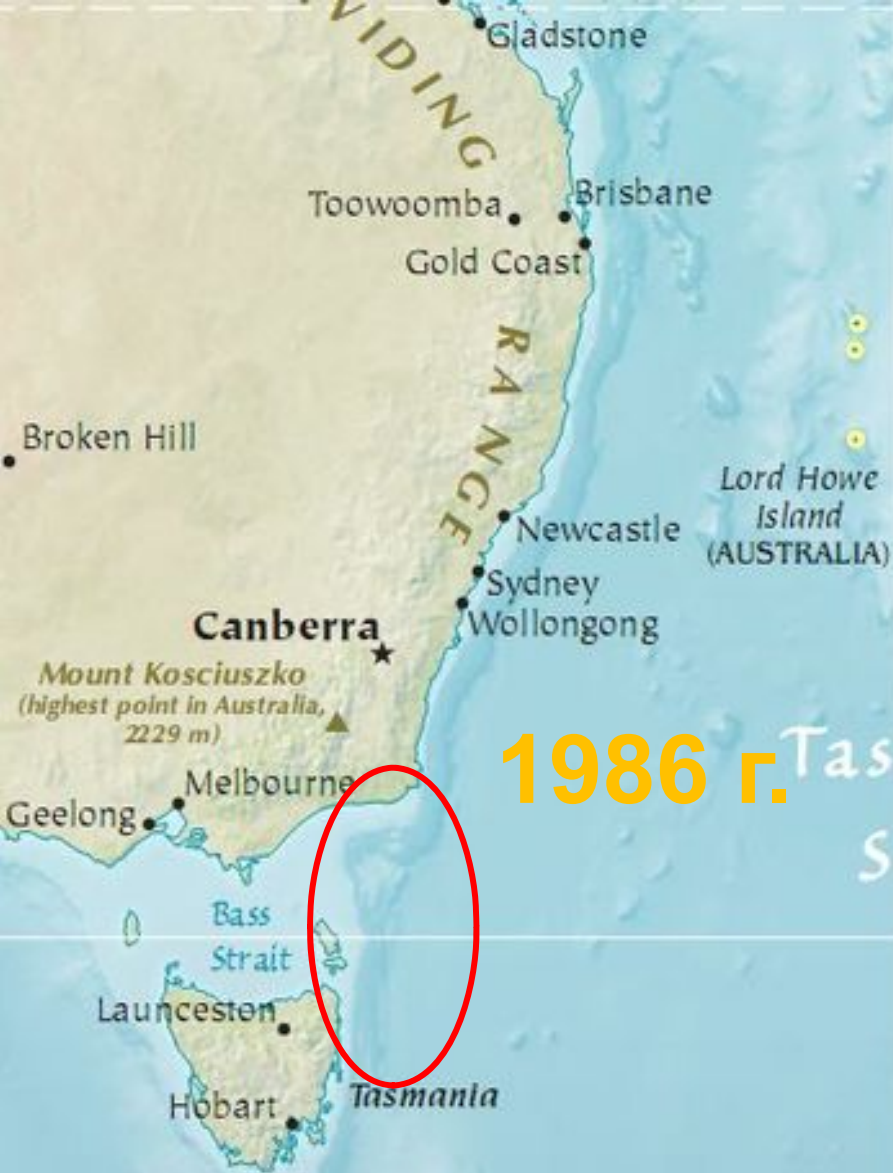 VIDING
Gladstone
Toowoomba
Brisbane
Gold Coast
RANGE
Broken Hill
Lord Howe
Island
(AUSTRALIA)
Newcastle
Sydney
Wollongong
Canberra
Mount Kosciuszko
(highest point in Australia,
2229 m)
1986 г.
Tas
S
Melbourne
Geelong
Bass
Strait
Launceston
Tasmania
Hobart